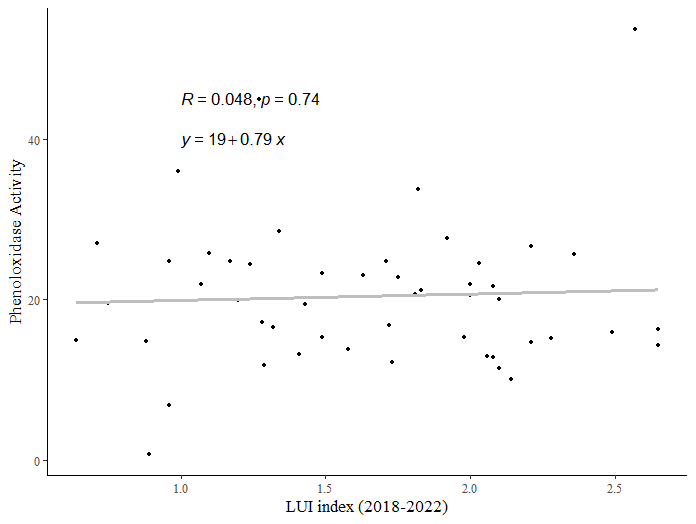 R = 0.048, p = 0.74
y = 19 + 0.79 x
40
20
0
Phenoloxidase Activity
1.0 1.5 2.0 2.5
LUI index (2018-2022)